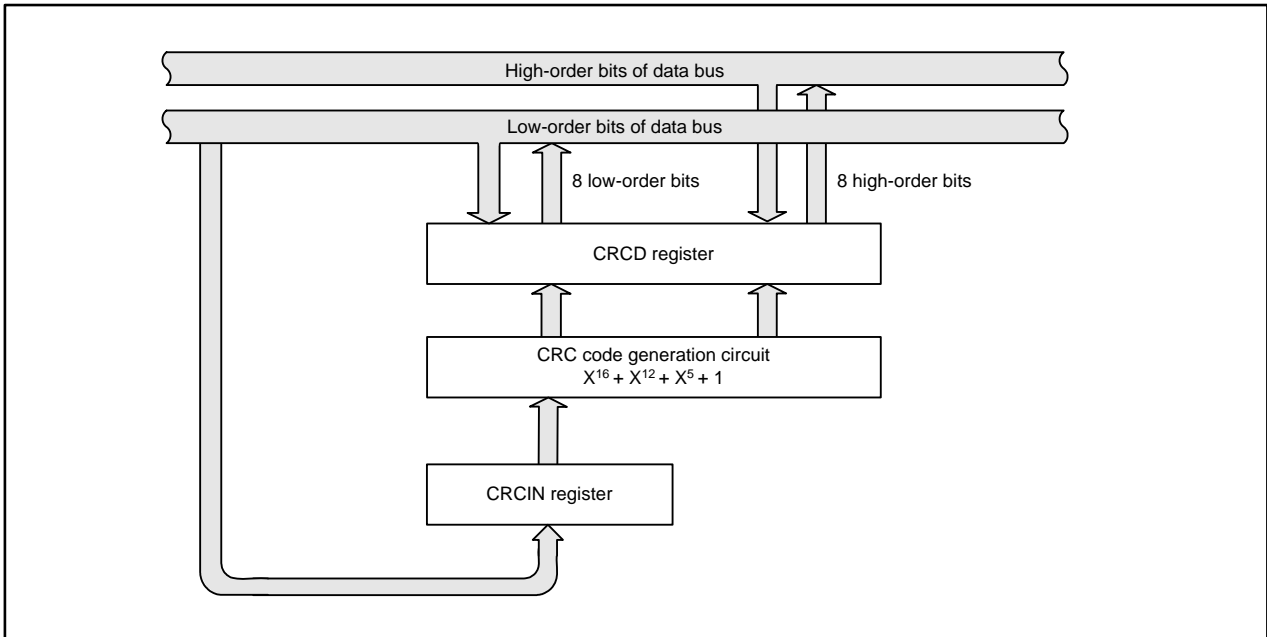 High-order bits of data bus
Low-order bits of data bus
8 low-order bits
8 high-order bits
CRCD register
CRC code generation circuit
X¹⁶ + X¹² + X⁵ + 1
CRCIN register